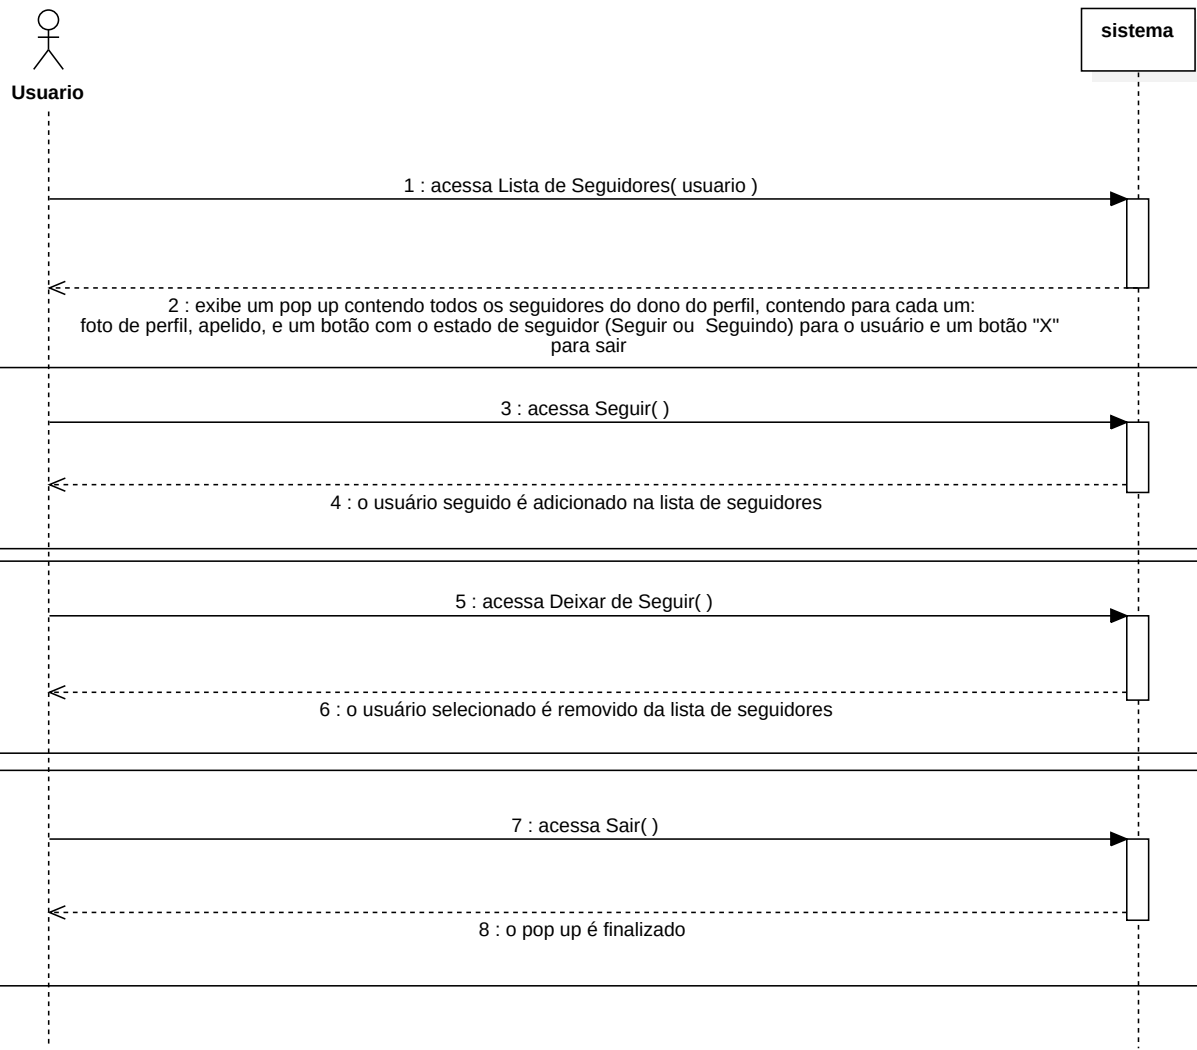 Usuario
sistema
1 : acessa Lista de Seguidores( usuario )
2 : exibe um pop up contendo todos os seguidores do dono do perfil, contendo para cada um:
foto de perfil, apelido, e um botão com o estado de seguidor (Seguir ou  Seguindo) para o usuário e um botão "X"
para sair
3 : acessa Seguir( )
4 : o usuário seguido é adicionado na lista de seguidores
5 : acessa Deixar de Seguir( )
6 : o usuário selecionado é removido da lista de seguidores
7 : acessa Sair( )
8 : o pop up é finalizado